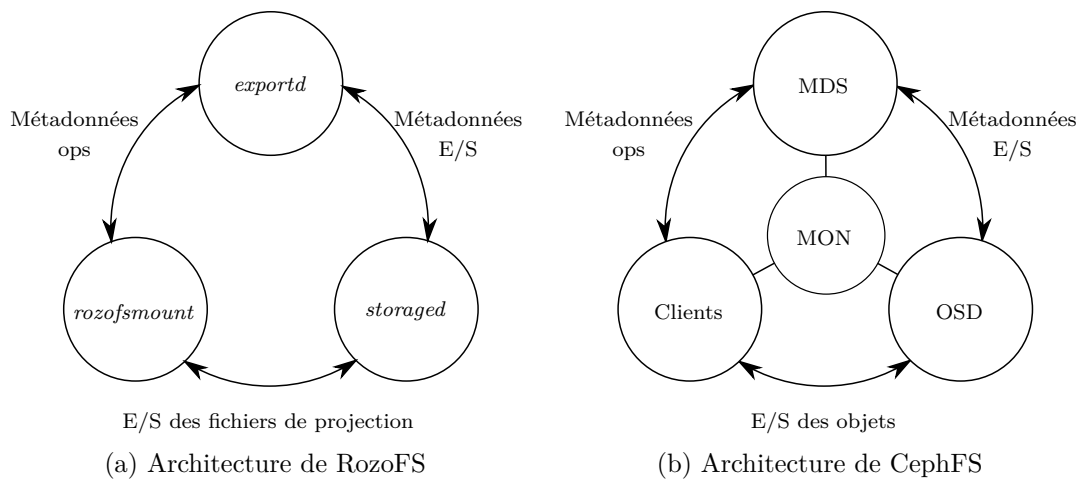 exportd
Métadonnées
ops
Métadonnées
E/S
rozofsmount
storaged
E/S des fichiers de projection
(a) Architecture de RozoFS
MDS
Métadonnées
ops
Métadonnées
E/S
MON
Clients
OSD
E/S des objets
(b) Architecture de CephFS